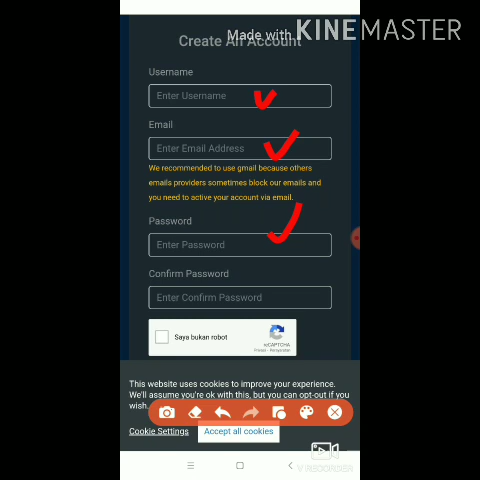 Made with
KINEMASTER
Create An Account
Username
Enter Username
Email
Enter Email Address
We recommended to use gmail because others
emails providers sometimes block our emails and
you need to active your account via email.
Password
Enter Password
Confirm Password
Enter Confirm Password
Saya bukan robot
reCAPTCHA
Privasi - Persyaratan
This website uses cookies to improve your experience.
We'll assume you're ok with this, but you can opt-out if you
wish.
Cookie Settings
Accept all cookies
V RECORDER